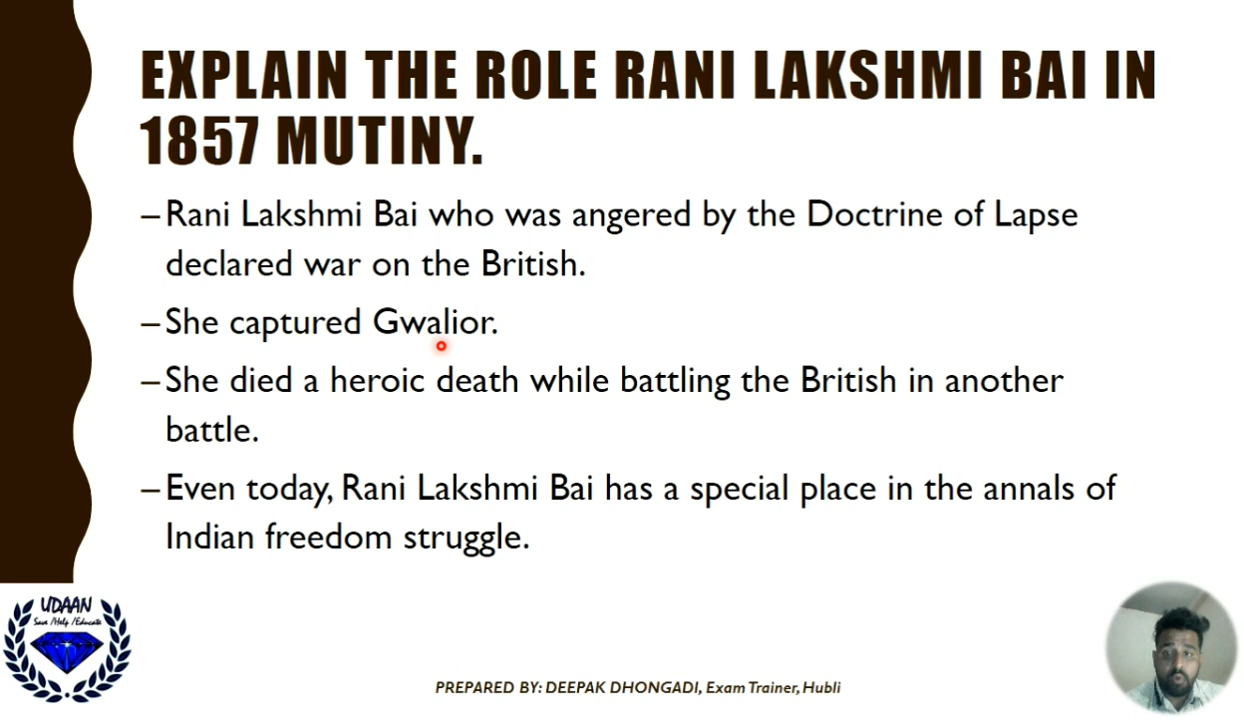 EXPLAIN THE ROLE RANI LAKSHMI BAI IN
1857 MUTINY.
– Rani Lakshmi Bai who was angered by the Doctrine of Lapse
declared war on the British.
– She captured Gwalior.
– She died a heroic death while battling the British in another
battle.
– Even today, Rani Lakshmi Bai has a special place in the annals of
Indian freedom struggle.
UDAAN
Save /Help /Educate
PREPARED BY: DEEPAK DHONGADI, Exam Trainer, Hubli